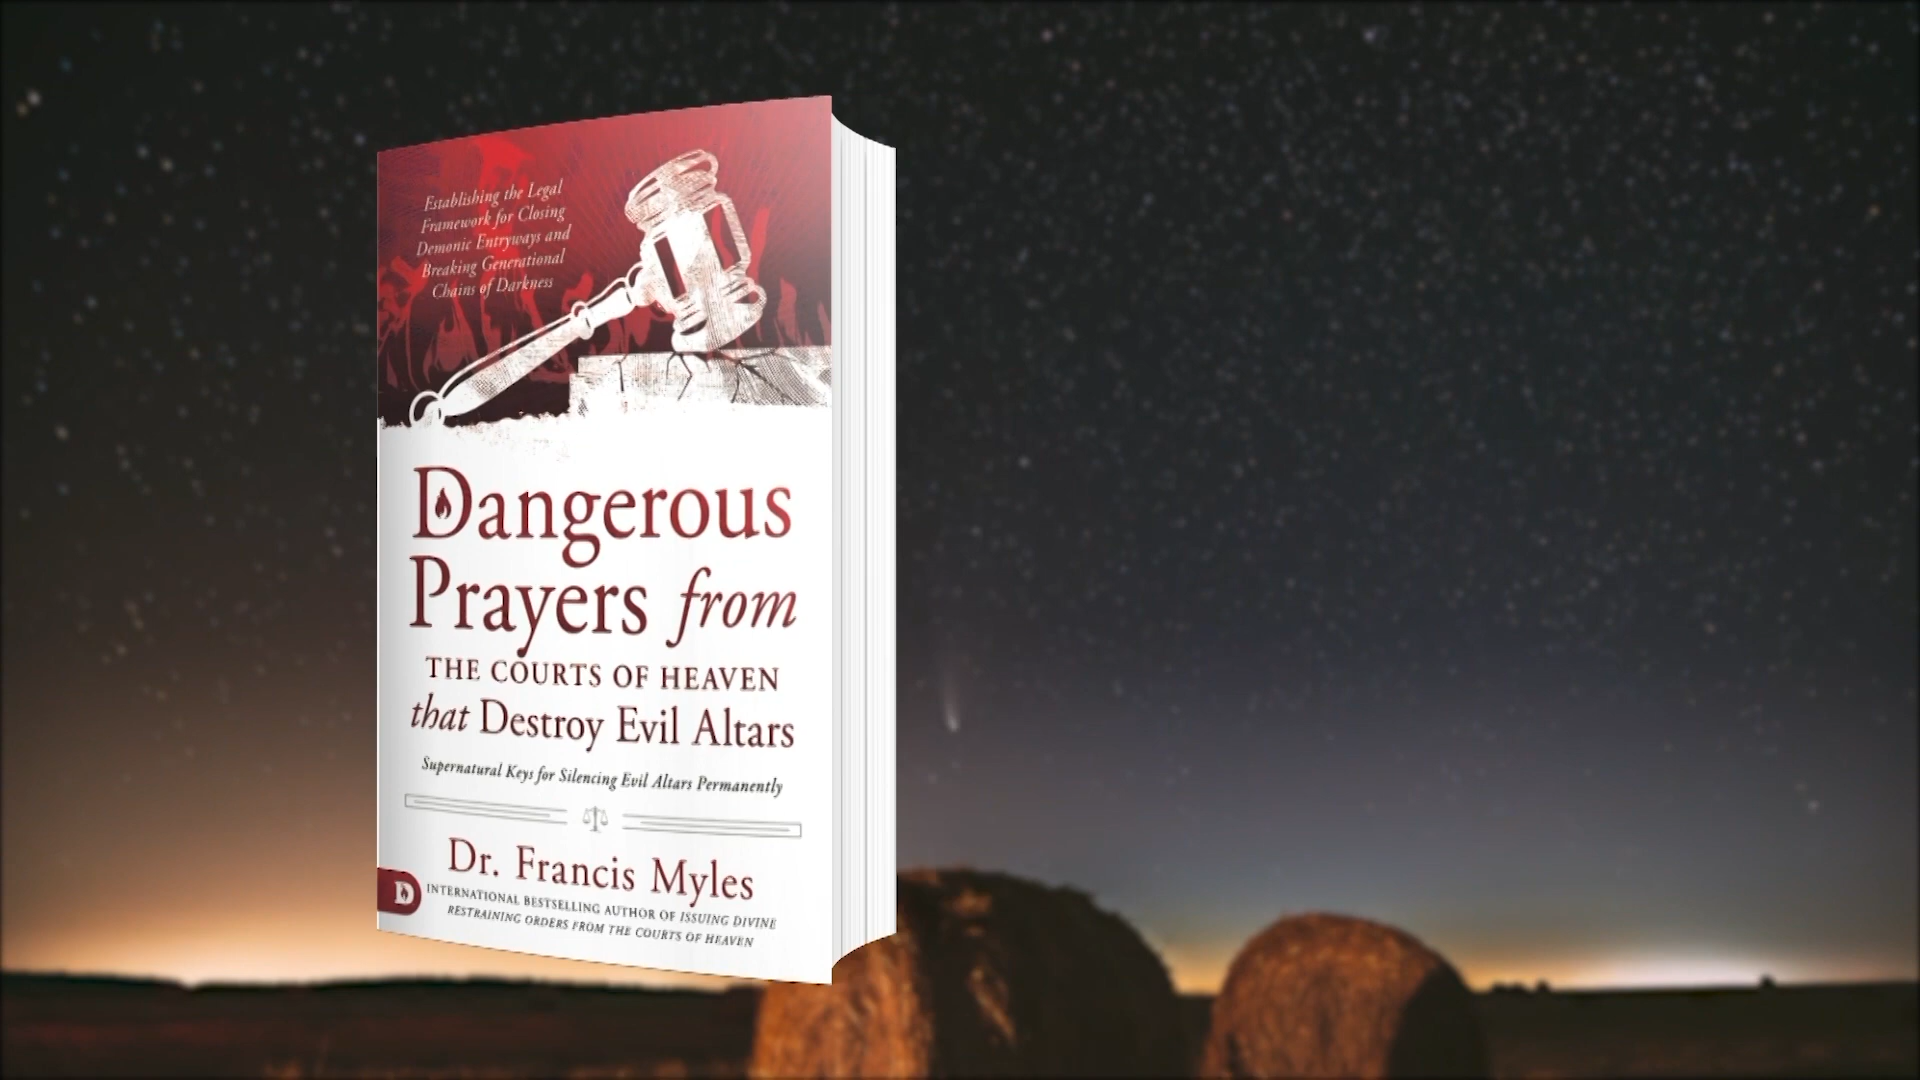 Establishing the Legal
Framework for Closing
Demonic Entryways and
Breaking Generational
Chains of Darkness
Dangerous
Prayers from
THE COURTS OF HEAVEN
that Destroy Evil Altars
Supernatural Keys for Silencing Evil Altars Permanently
Dr. Francis Myles
D
INTERNATIONAL BESTSELLING AUTHOR OF ISSUING DIVINE
RESTRAINING ORDERS FROM THE COURTS OF HEAVEN